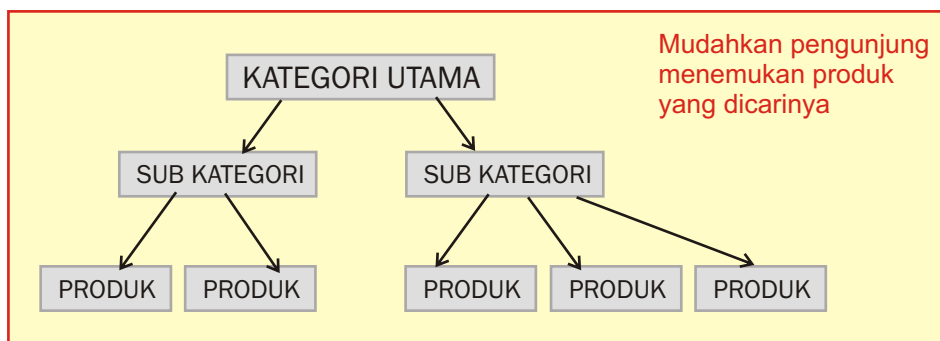 Mudahkan pengunjung
menemukan produk
yang dicarinya
KATEGORI UTAMA
SUB KATEGORI
SUB KATEGORI
PRODUK
PRODUK
PRODUK
PRODUK
PRODUK